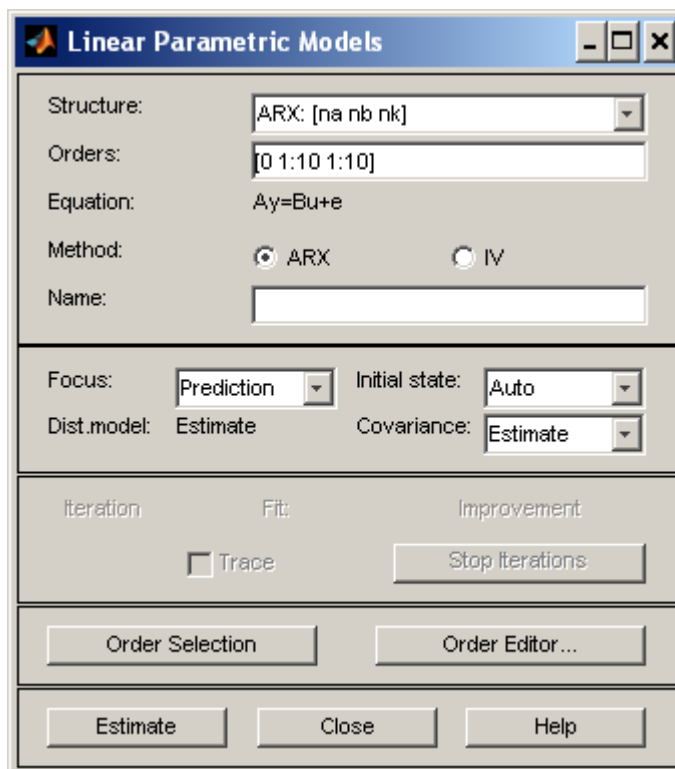 Linear Parametric Models
Structure: ARX: [na nb nk]
Orders: [0 1:10 1:10]
Equation: Ay=Bu+e
Method: ARX IV
Name:
Focus: Prediction Initial state: Auto
Dist.model: Estimate Covariance: Estimate
Iteration Fit: Improvement
Trace Stop Iterations
Order Selection Order Editor...
Estimate Close Help